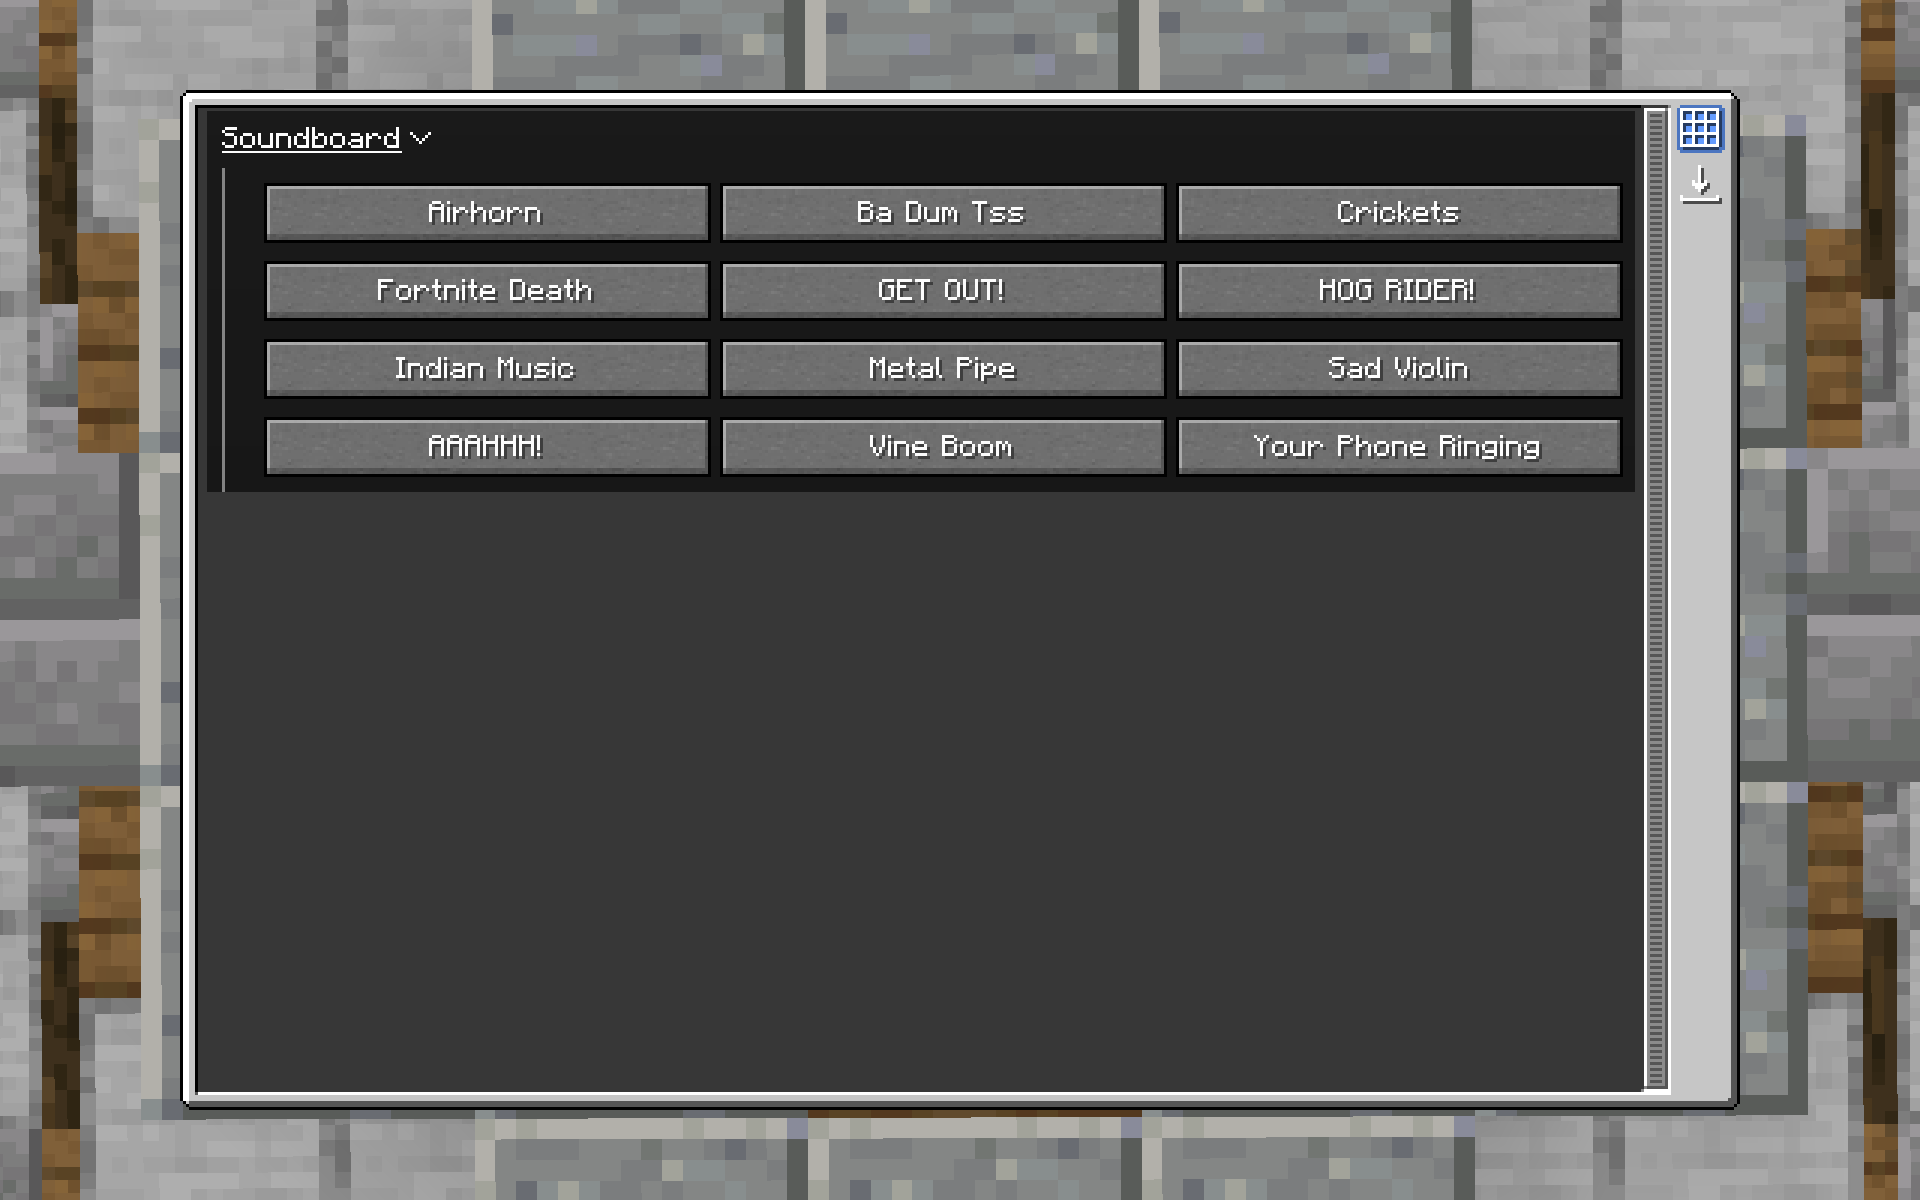 Soundboard
Airhorn
Ba Dum Tss
Crickets
Fortnite Death
GET OUT!
HOG RIDER!
Indian Music
Metal Pipe
Sad Violin
AAAHHH!
Vine Boom
Your Phone Ringing